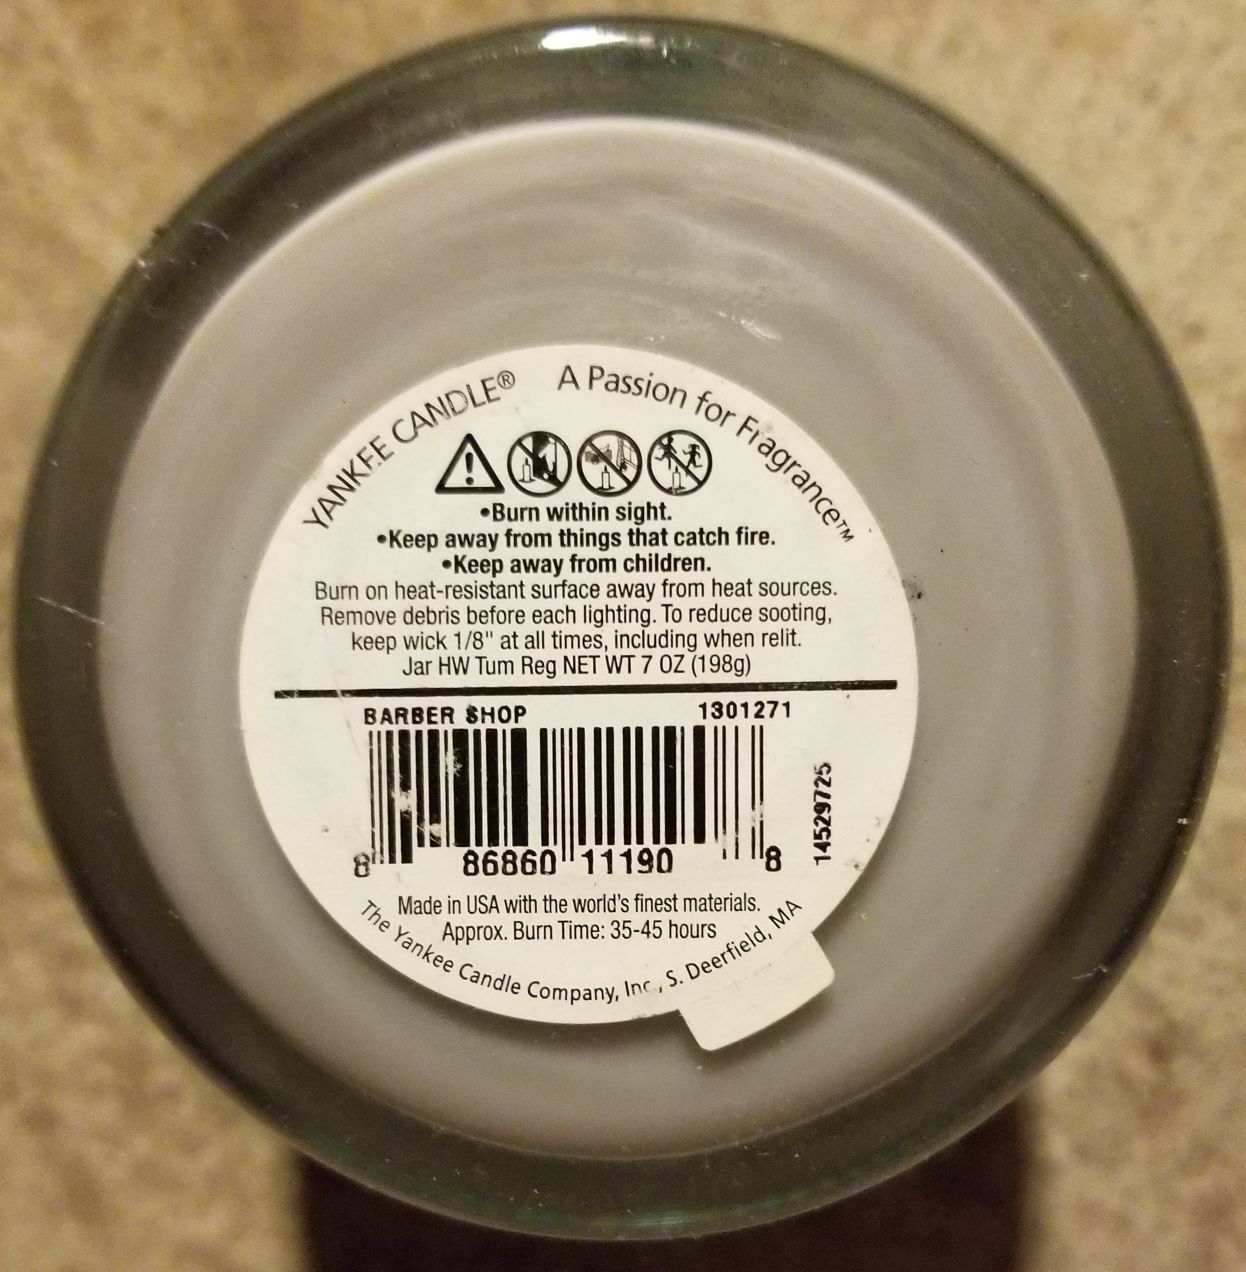 YANKEE CANDLE® A Passion for Fragrance™
•Burn within sight.
•Keep away from things that catch fire.
•Keep away from children.
Burn on heat-resistant surface away from heat sources.
Remove debris before each lighting. To reduce sooting,
keep wick 1/8" at all times, including when relit.
Jar HW Tum Reg NET WT 7 OZ (198g)
BARBER SHOP 1301271
14529725
8 86860 11190 8
Made in USA with the world's finest materials.
Approx. Burn Time: 35-45 hours
The Yankee Candle Company, Inc., S. Deerfield, MA